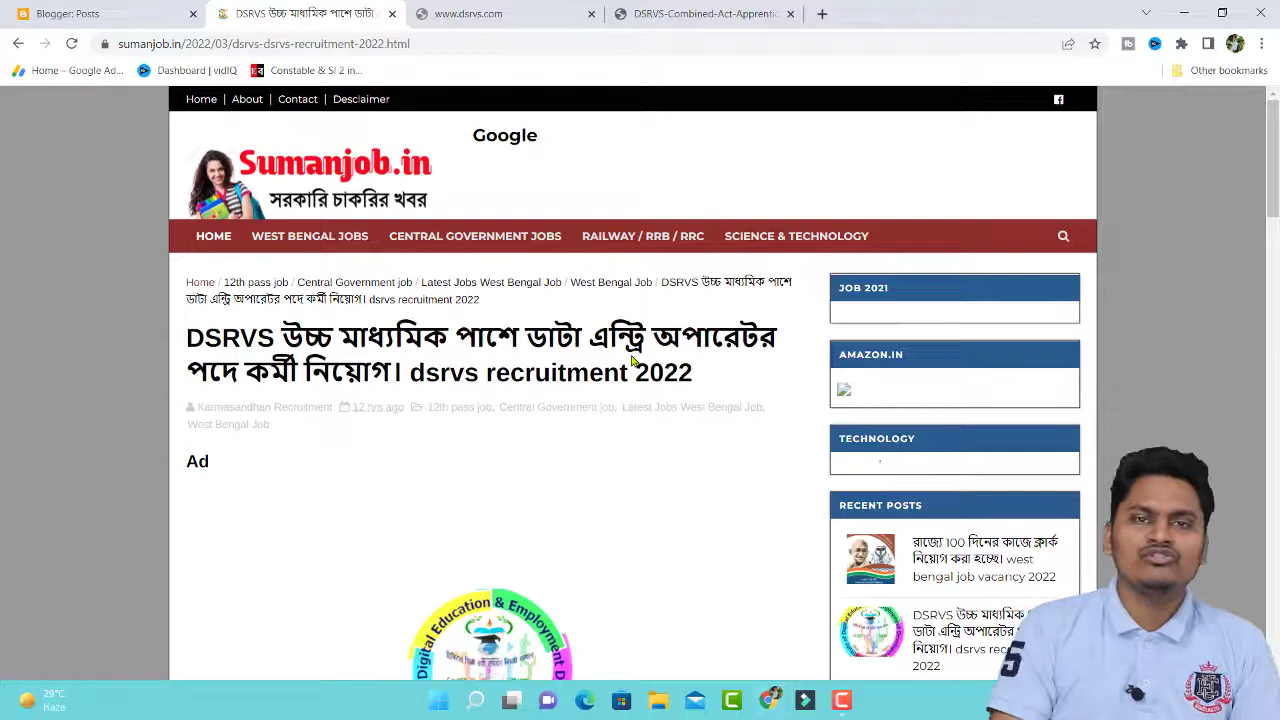 Blogger: Posts
DSRVS উচ্চ মাধ্যমিক পাশে ডাটা এ
www.dsrvs.com
DSRVS-Combined-Act-Apprentic
sumanjob.in/2022/03/dsrvs-dsrvs-recruitment-2022.html
Home – Google Ad...
Dashboard | vidIQ
Constable & SI 2 in...
Other bookmarks
Home | About | Contact | Desclaimer
Google
Sumanjob.in
সরকারি চাকরির খবর
HOME WEST BENGAL JOBS CENTRAL GOVERNMENT JOBS RAILWAY / RRB / RRC SCIENCE & TECHNOLOGY
Home / 12th pass job / Central Government job / Latest Jobs West Bengal Job / West Bengal Job / DSRVS উচ্চ মাধ্যমিক পাশে
ডাটা এন্ট্রি অপারেটর পদে কর্মী নিয়োগ। dsrvs recruitment 2022
DSRVS উচ্চ মাধ্যমিক পাশে ডাটা এন্ট্রি অপারেটর
পদে কর্মী নিয়োগ। dsrvs recruitment 2022
Karmasandhan Recruitment 12 hrs ago 12th pass job, Central Government job, Latest Jobs West Bengal Job,
West Bengal Job
Ad
Digital Education & Employment D
JOB 2021
AMAZON.IN
TECHNOLOGY
RECENT POSTS
রাজ্যে 100 দিনের কাজে ক্লার্ক
নিয়োগ করা হচ্ছে। west
bengal job vacancy 2022
DSRVS উচ্চ মাধ্যমিক
ডাটা এন্ট্রি অপারেটর
নিয়োগ। dsrvs re
2022
29°C
Haze